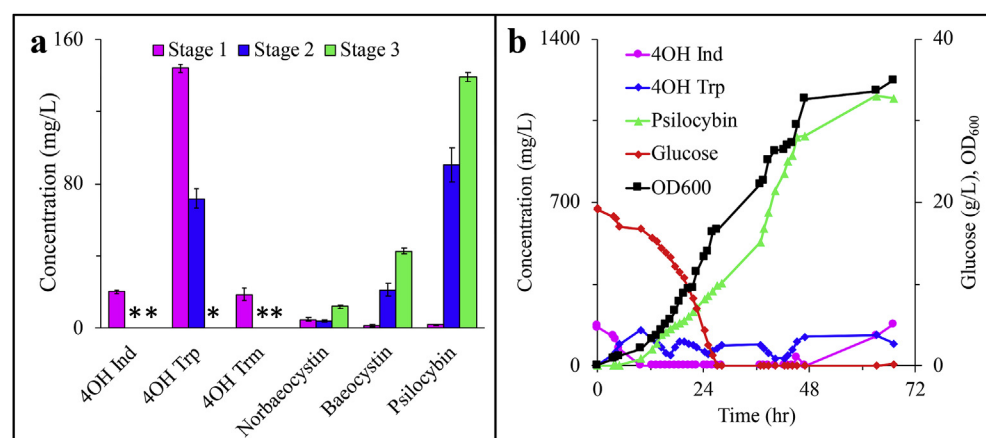 a
160
80
0
Concentration (mg/L)
Stage 1 Stage 2 Stage 3
** * **
4OH Ind
4OH Trp
4OH Trm
Norbaeocystin
Baeocystin
Psilocybin
b
1400
700
0
Concentration (mg/L)
4OH Ind
4OH Trp
Psilocybin
Glucose
OD600
40
30
20
10
0
Glucose (g/L), OD600
0 24 48 72
Time (hr)